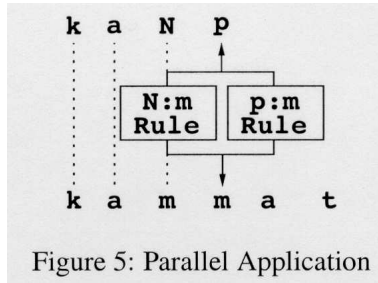 k a N p
N:m p:m
Rule Rule
k a m m a t
Figure 5: Parallel Application